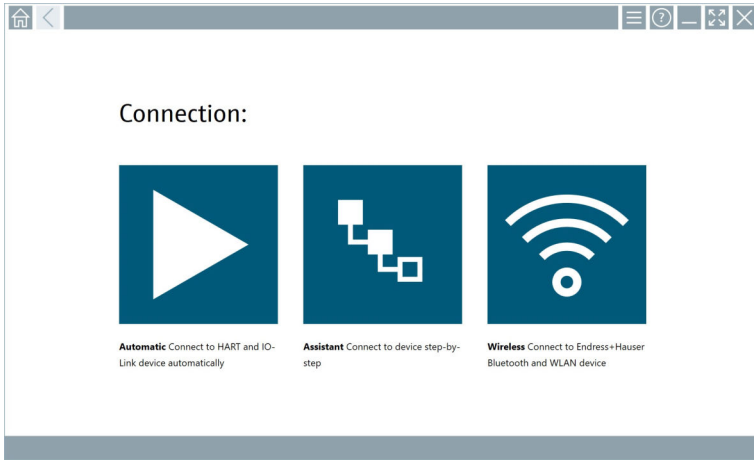 Connection:
Automatic Connect to HART and IO-
Link device automatically
Assistant Connect to device step-by-
step
Wireless Connect to Endress+Hauser
Bluetooth and WLAN device